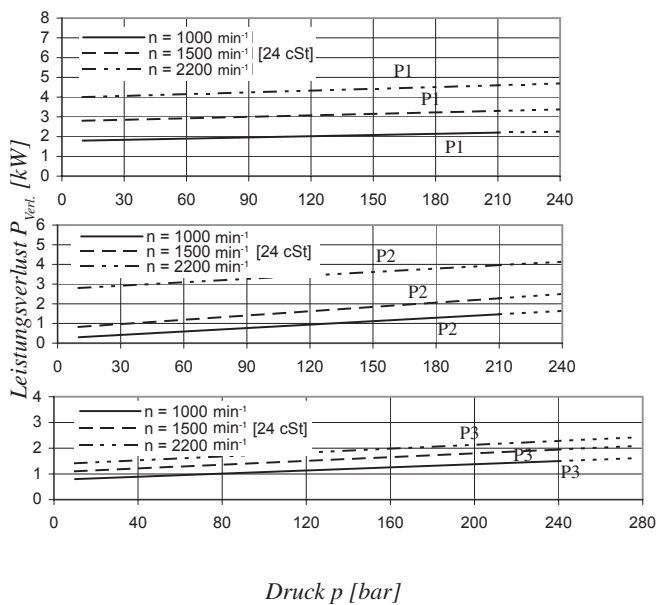 Leistungsverlust P_Verl. [kW]
8
7
6
5
4
3
2
1
0
n = 1000 min⁻¹
n = 1500 min⁻¹ [24 cSt]
n = 2200 min⁻¹
P1
P1
P1
0 30 60 90 120 150 180 210 240
6
5
4
3
2
1
0
n = 1000 min⁻¹
n = 1500 min⁻¹ [24 cSt]
n = 2200 min⁻¹
P2
P2
P2
0 30 60 90 120 150 180 210 240
4
3
2
1
0
n = 1000 min⁻¹
n = 1500 min⁻¹ [24 cSt]
n = 2200 min⁻¹
P3
P3
P3
0 40 80 120 160 200 240 280
Druck p [bar]